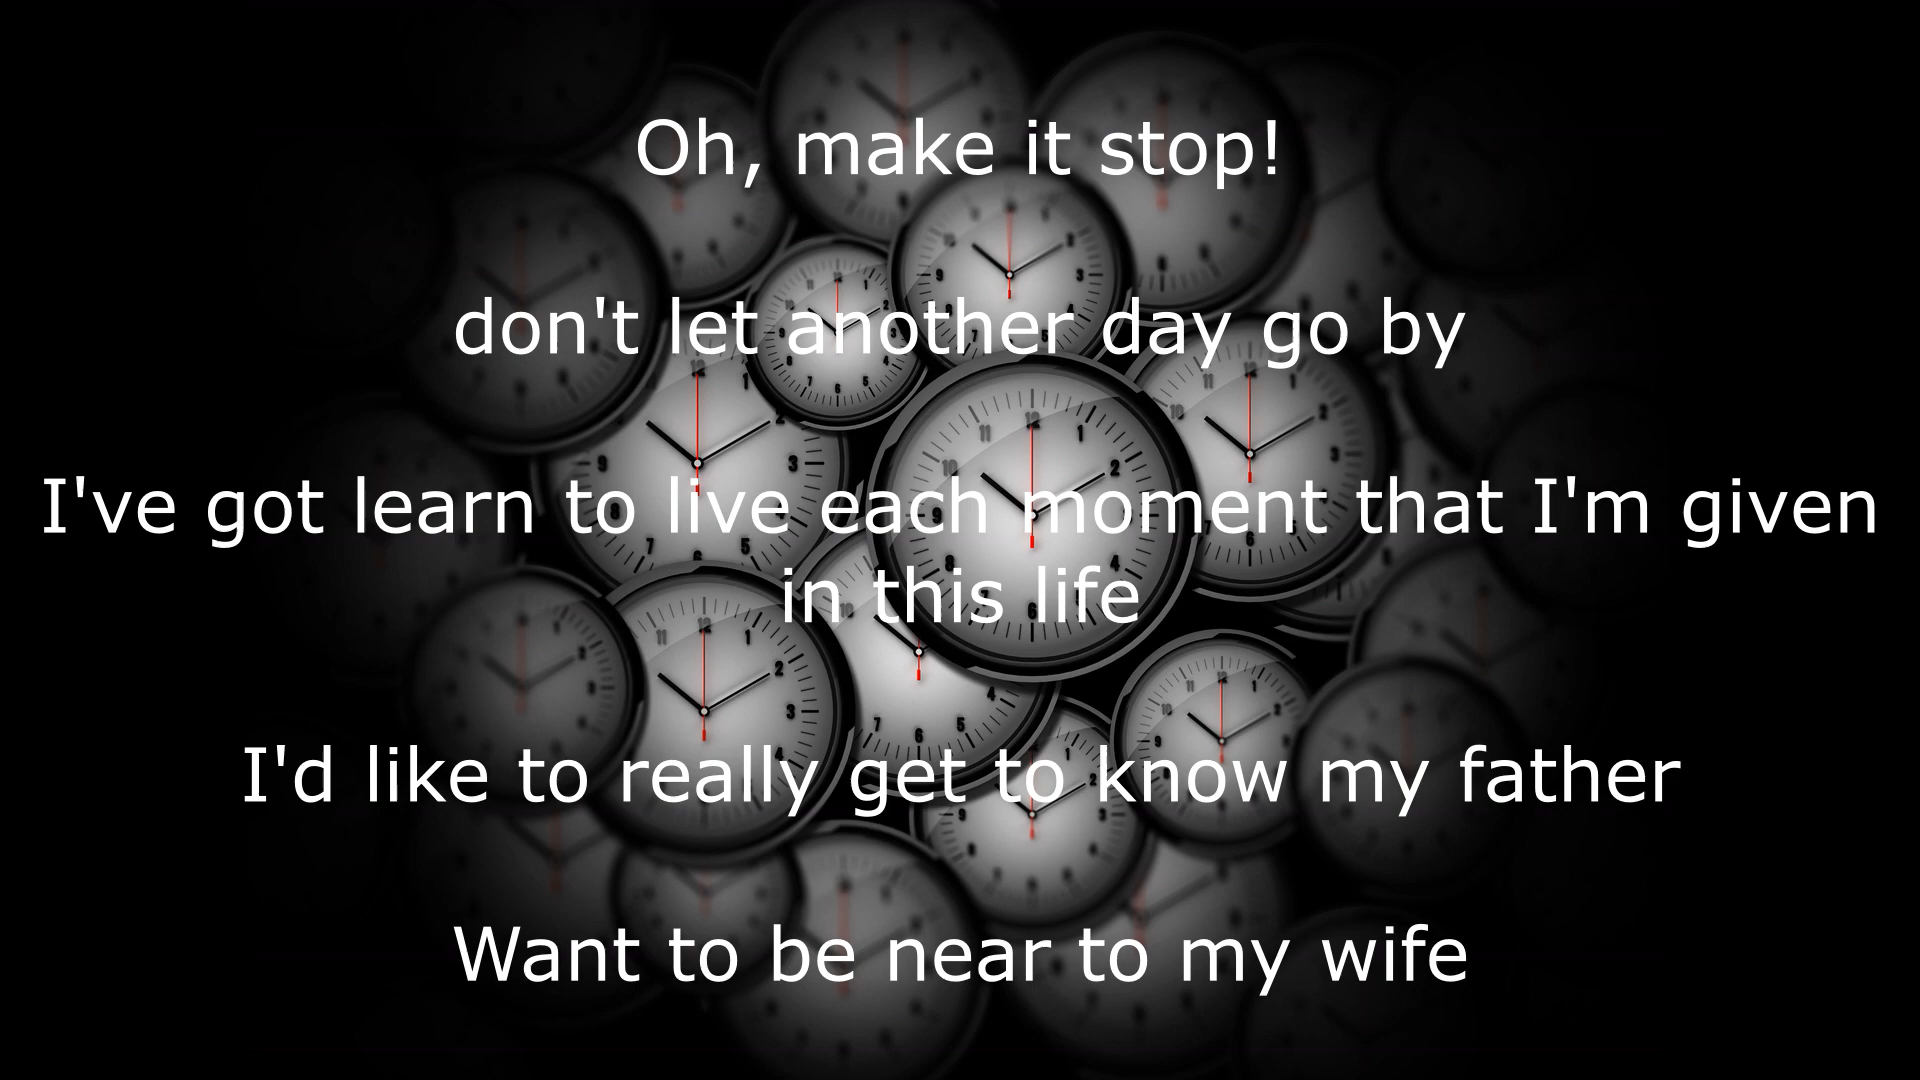 Oh, make it stop!
don't let another day go by
I've got learn to live each moment that I'm given
in this life
I'd like to really get to know my father
Want to be near to my wife